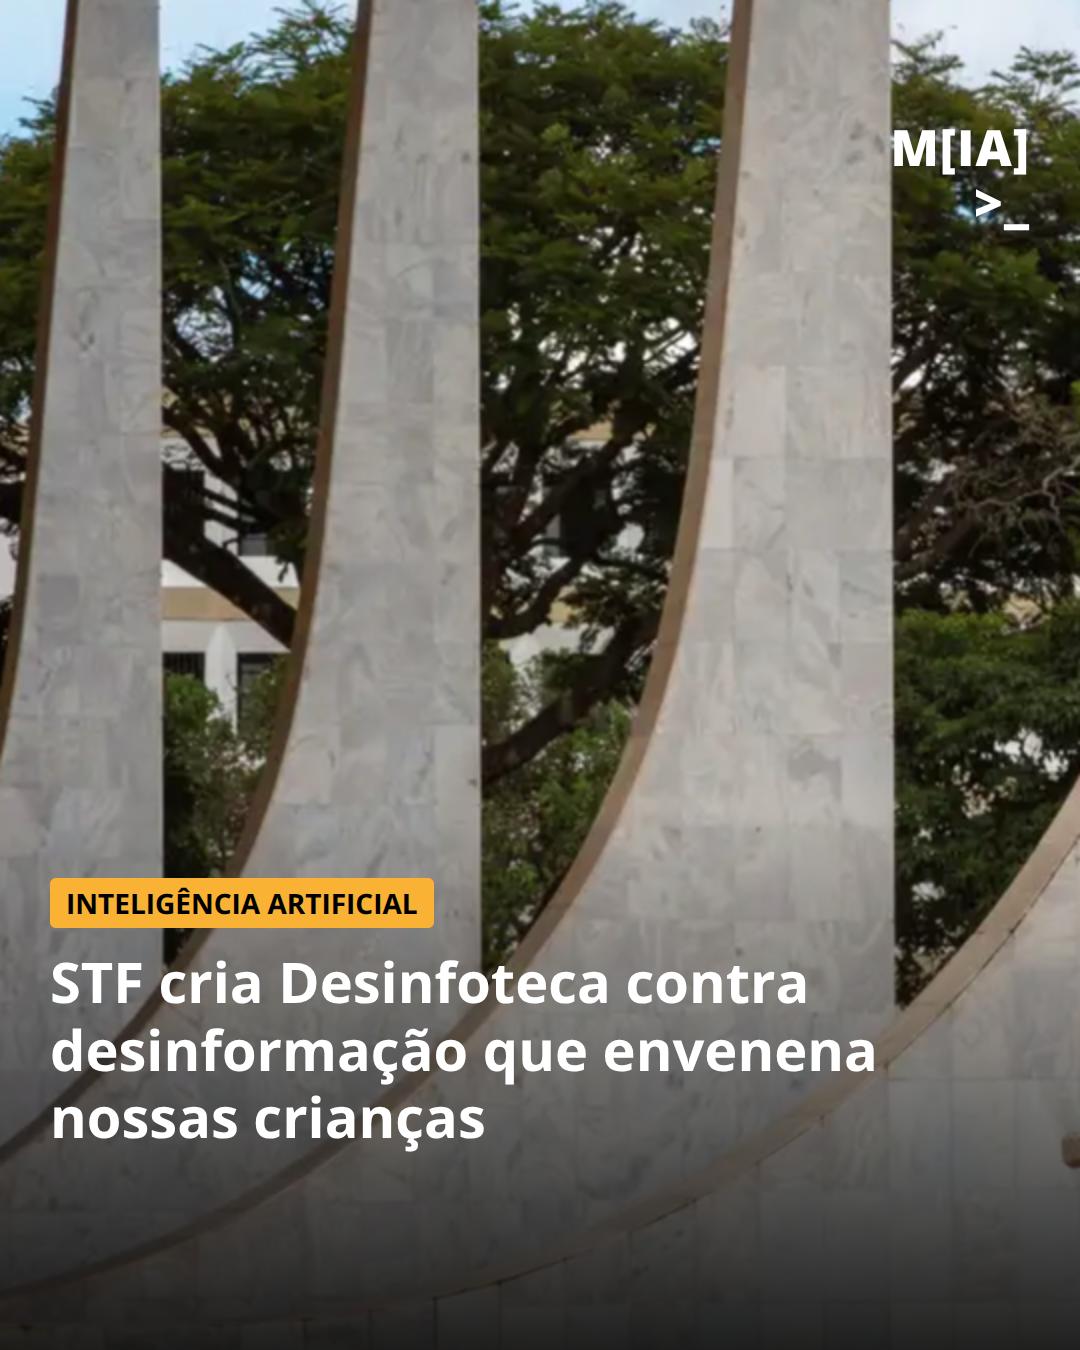 M[IA]
>_
INTELIGÊNCIA ARTIFICIAL
STF cria Desinfoteca contra
desinformação que envenena
nossas crianças